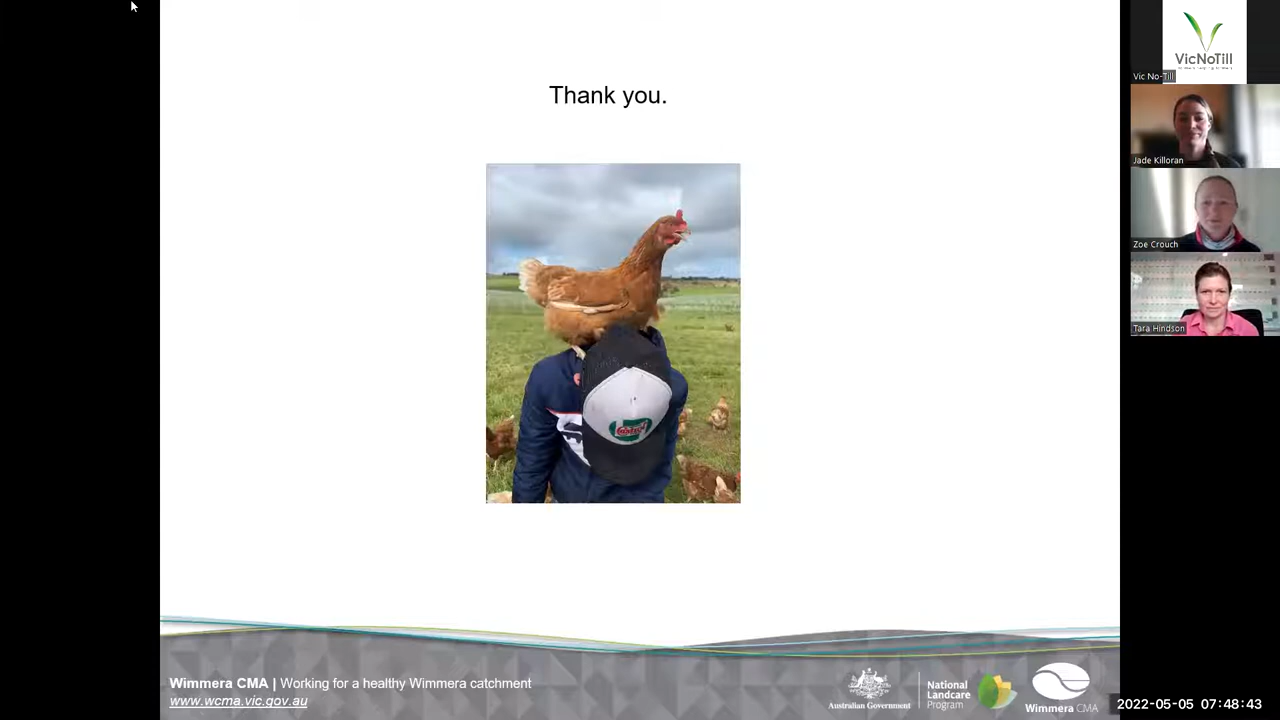 Thank you.
Castrol
Wimmera CMA | Working for a healthy Wimmera catchment
www.wcma.vic.gov.au
Australian Government
National
Landcare
Program
Wimmera CMA
VicNoTill
Vic No-Till
Jade Killoran
Zoe Crouch
Tara Hindson
2022-05-05 07:48:43